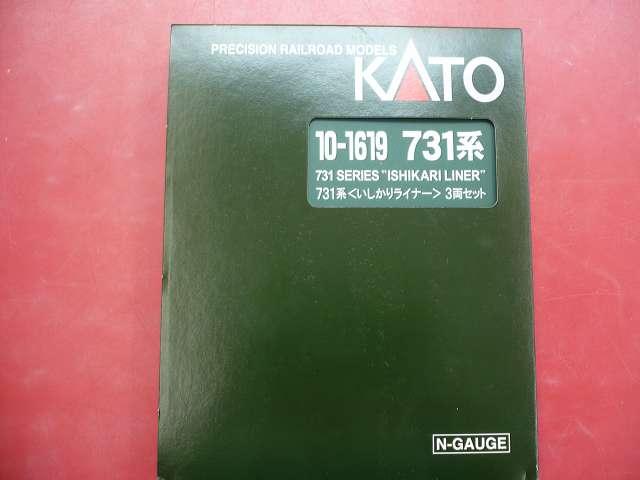 PRECISION RAILROAD MODELS
KATO
10-1619 731系
731 SERIES "ISHIKARI LINER"
731系<いしかりライナー> 3両セット
N-GAUGE